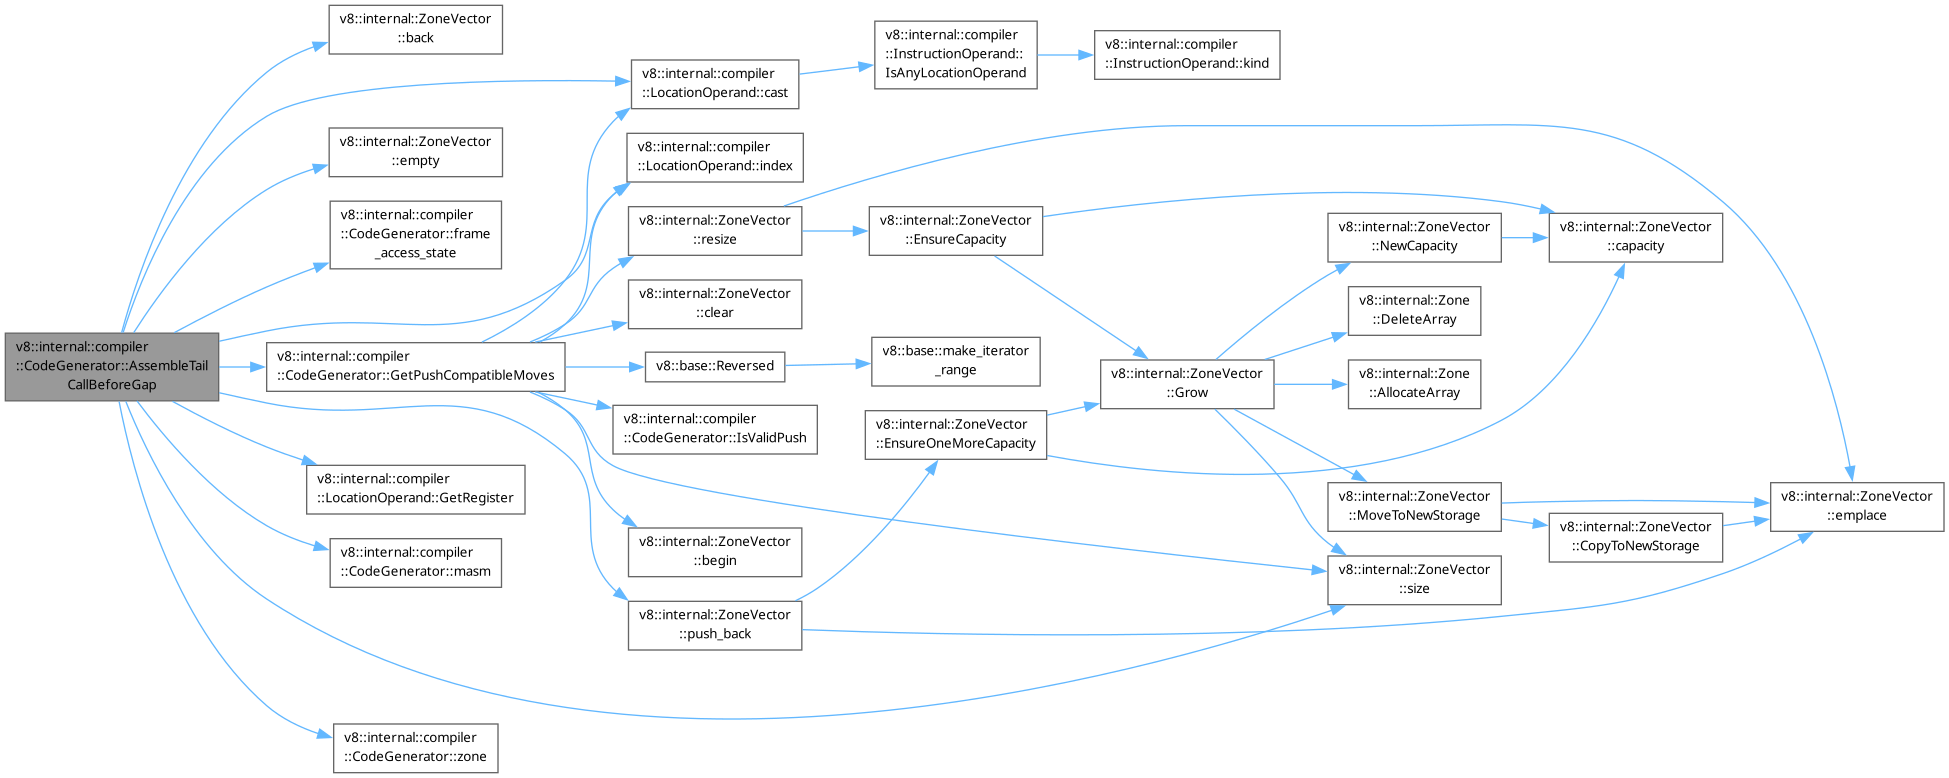 v8::internal::ZoneVector
::back
v8::internal::compiler
::LocationOperand::cast
v8::internal::compiler
::InstructionOperand::
IsAnyLocationOperand
v8::internal::compiler
::InstructionOperand::kind
v8::internal::ZoneVector
::empty
v8::internal::compiler
::LocationOperand::index
v8::internal::compiler
::CodeGenerator::frame
_access_state
v8::internal::ZoneVector
::resize
v8::internal::ZoneVector
::EnsureCapacity
v8::internal::ZoneVector
::NewCapacity
v8::internal::ZoneVector
::capacity
v8::internal::ZoneVector
::clear
v8::internal::Zone
::DeleteArray
v8::internal::compiler
::CodeGenerator::AssembleTail
CallBeforeGap
v8::internal::compiler
::CodeGenerator::GetPushCompatibleMoves
v8::base::Reversed
v8::base::make_iterator
_range
v8::internal::ZoneVector
::Grow
v8::internal::Zone
::AllocateArray
v8::internal::compiler
::CodeGenerator::IsValidPush
v8::internal::ZoneVector
::EnsureOneMoreCapacity
v8::internal::compiler
::LocationOperand::GetRegister
v8::internal::ZoneVector
::MoveToNewStorage
v8::internal::ZoneVector
::emplace
v8::internal::ZoneVector
::CopyToNewStorage
v8::internal::compiler
::CodeGenerator::masm
v8::internal::ZoneVector
::begin
v8::internal::ZoneVector
::size
v8::internal::ZoneVector
::push_back
v8::internal::compiler
::CodeGenerator::zone